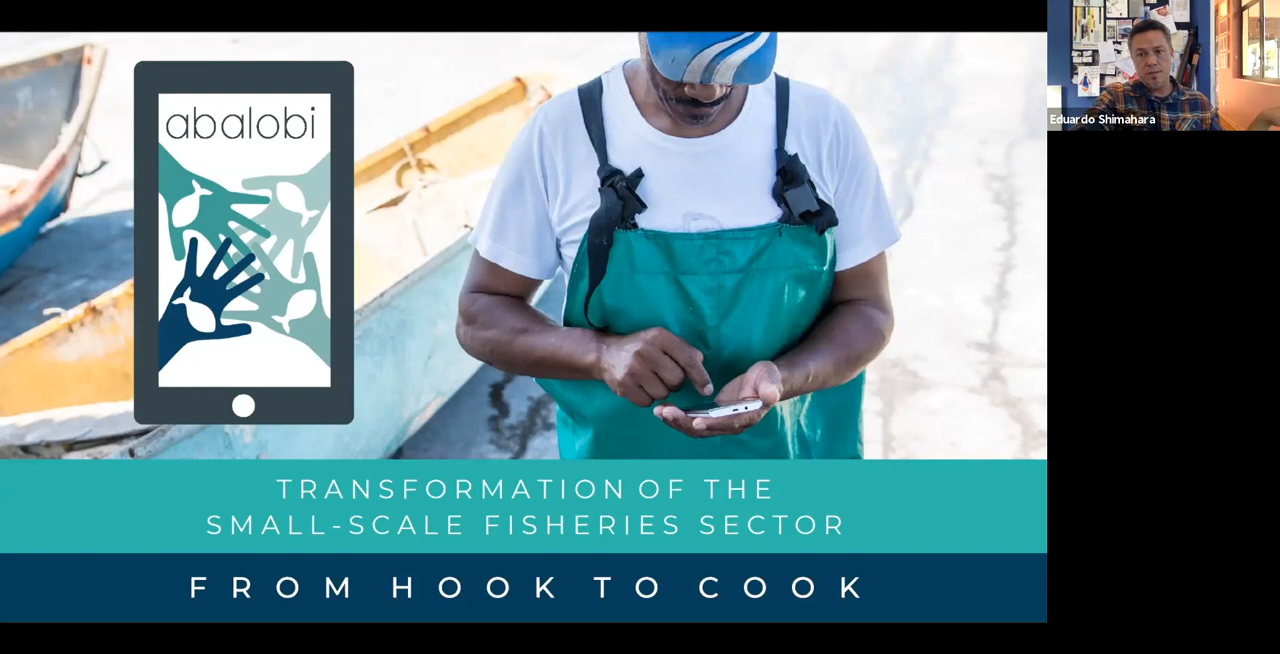 abalobi
TRANSFORMATION OF THE
SMALL-SCALE FISHERIES SECTOR
FROM HOOK TO COOK
Eduardo Shimahara